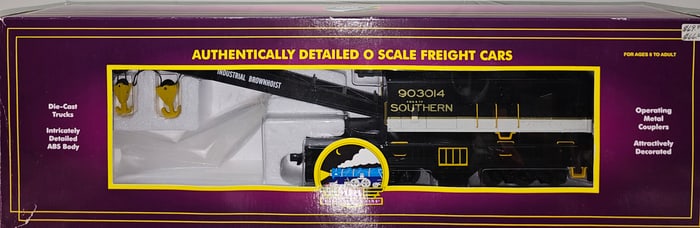 AUTHENTICALLY DETAILED O SCALE FREIGHT CARS
FOR AGES 8 TO ADULT
INDUSTRIAL BROWNHOIST
903014
SOUTHERN
Die-Cast
Trucks
Intricately
Detailed
ABS Body
Operating
Metal
Couplers
Attractively
Decorated